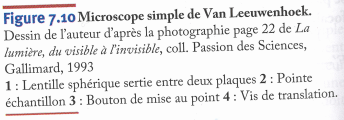 Figure 7.10 Microscope simple de Van Leeuwenhoek.
Dessin de l'auteur d'après la photographie page 22 de La
lumière, du visible à l'invisible, coll. Passion des Sciences,
Gallimard, 1993
1 : Lentille sphérique sertie entre deux plaques 2 : Pointe
échantillon 3 : Bouton de mise au point 4 : Vis de translation.